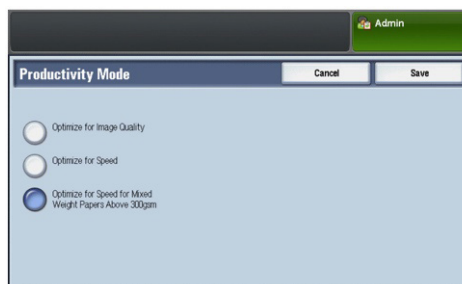 Admin
Productivity Mode
Cancel
Save
Optimize for Image Quality
Optimize for Speed
Optimize for Speed for Mixed
Weight Papers Above 300gsm